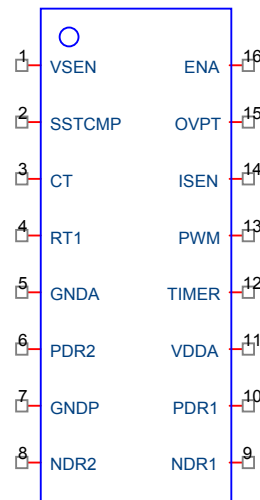 1 VSEN ENA 16
2 SSTCMP OVPT 15
3 CT ISEN 14
4 RT1 PWM 13
5 GNDA TIMER 12
6 PDR2 VDDA 11
7 GNDP PDR1 10
8 NDR2 NDR1 9